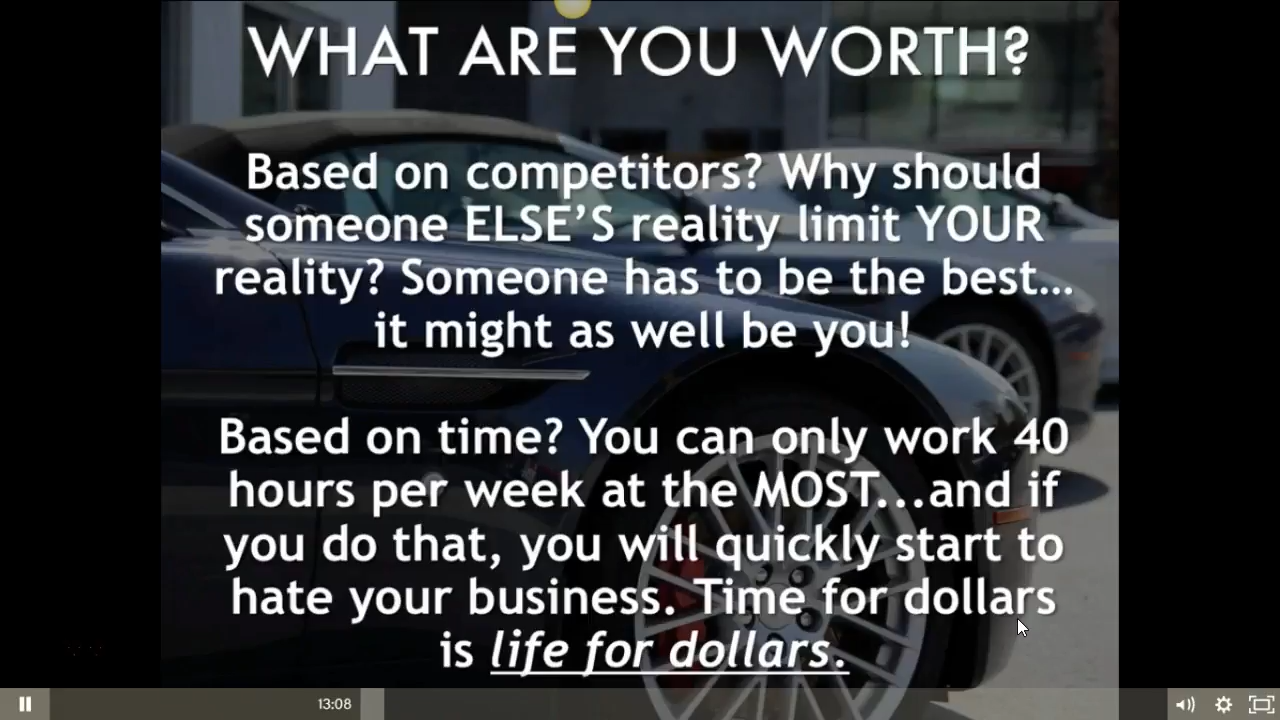 WHAT ARE YOU WORTH?
Based on competitors? Why should
someone ELSE'S reality limit YOUR
reality? Someone has to be the best...
it might as well be you!
Based on time? You can only work 40
hours per week at the MOST...and if
you do that, you will quickly start to
hate your business. Time for dollars
is life for dollars.
13:08